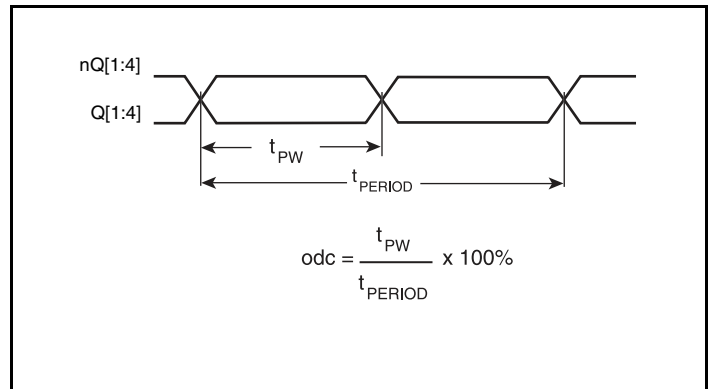 nQ[1:4]
Q[1:4]
tPW
tPERIOD
odc = tPW / tPERIOD x 100%